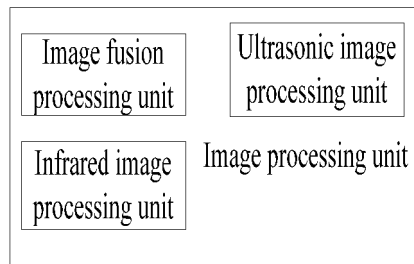 Image fusion
processing unit
Ultrasonic image
processing unit
Infrared image
processing unit
Image processing unit